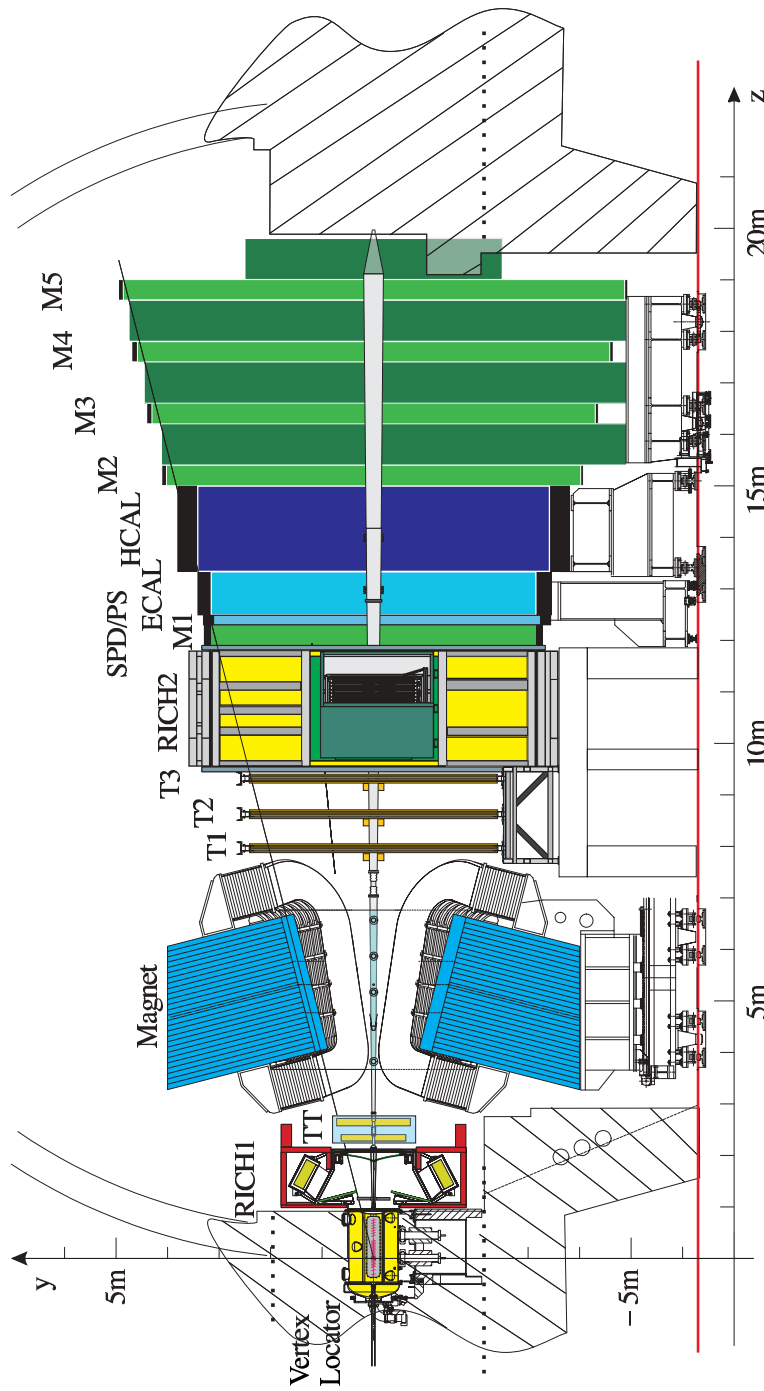 y
5m
– 5m
Vertex
Locator
RICH1
TT
Magnet
T1
T2
T3
RICH2
M1
SPD/PS
ECAL
HCAL
M2
M3
M4
M5
5m
10m
15m
20m
z